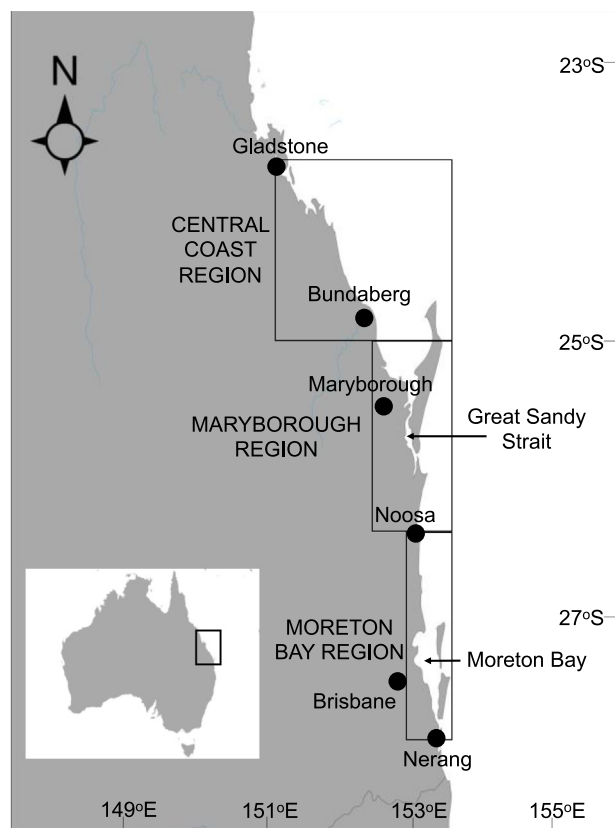 N
23°S
Gladstone
CENTRAL
COAST
REGION
Bundaberg
25°S
Maryborough
MARYBOROUGH
REGION
Great Sandy
Strait
Noosa
27°S
MORETON
BAY REGION
Moreton Bay
Brisbane
Nerang
149°E
151°E
153°E
155°E